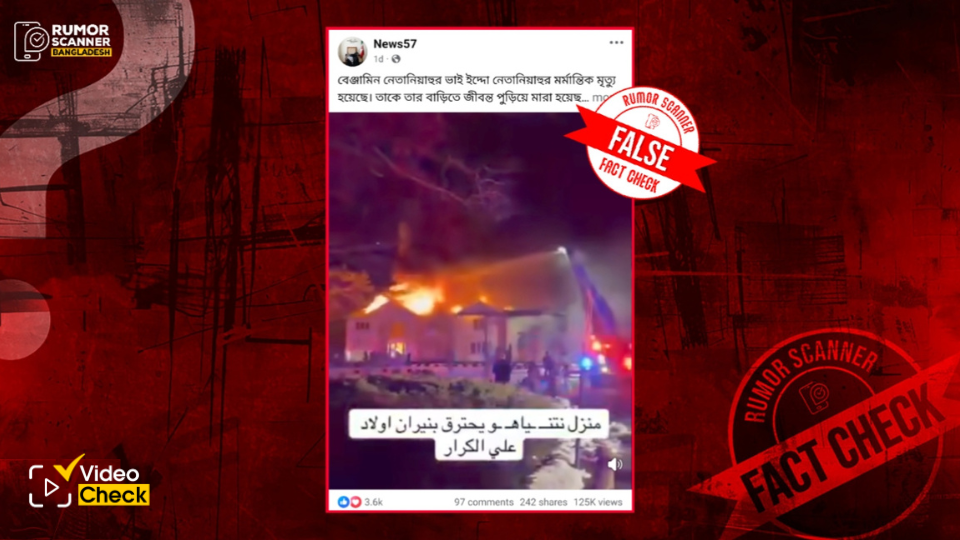 RUMOR
SCANNER
BANGLADESH
News57
1d
বেঞ্জামিন নেতানিয়াহুর ভাই ইদ্দো নেতানিয়াহুর মর্মান্তিক মৃত্যু
হয়েছে। তাকে তার বাড়িতে জীবন্ত পুড়িয়ে মারা হয়েছ... mo
RUMOR SCANNER
FALSE
FACT CHECK
منزل نتنـ ـياهـ ـو يحترق بنيران اولاد
علي الكرار
3.6k
97 comments 242 shares 125K views
Video
Check
RUMOR SCANNER
FACT CHECK